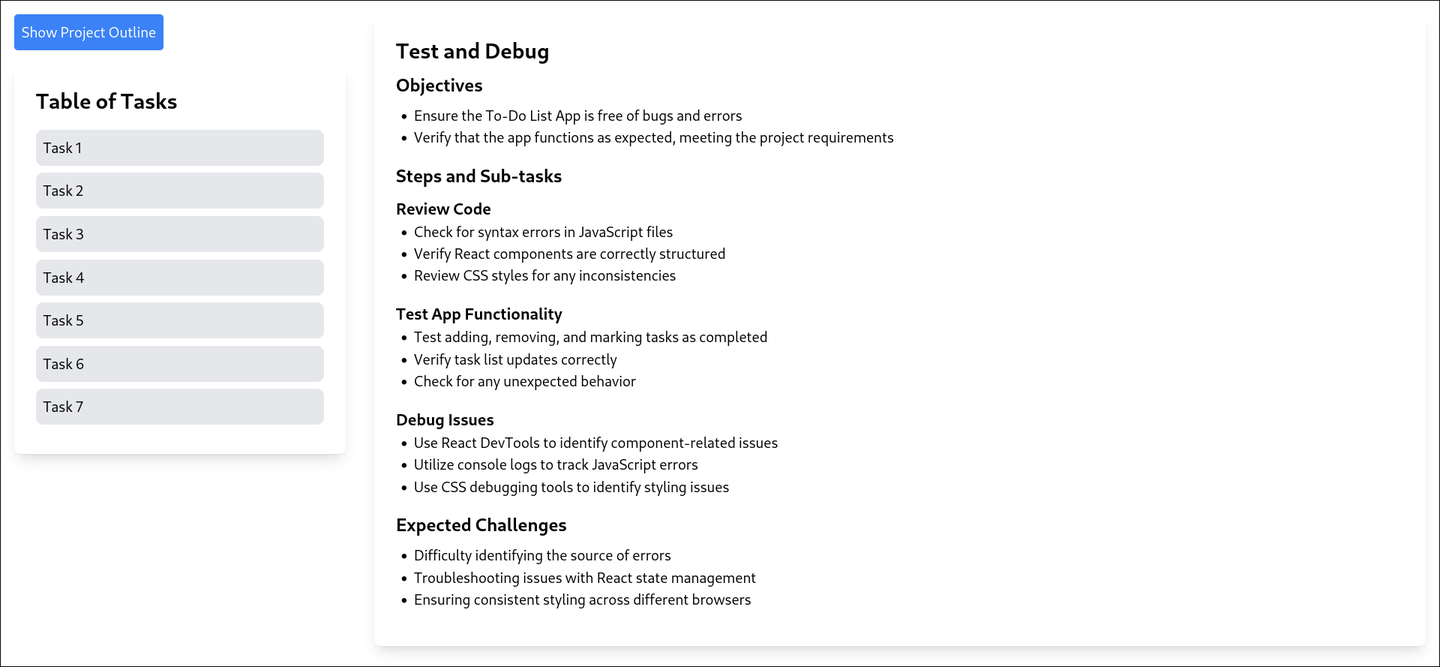 Show Project Outline
Table of Tasks
Task 1
Task 2
Task 3
Task 4
Task 5
Task 6
Task 7
Test and Debug
Objectives
• Ensure the To-Do List App is free of bugs and errors
• Verify that the app functions as expected, meeting the project requirements
Steps and Sub-tasks
Review Code
• Check for syntax errors in JavaScript files
• Verify React components are correctly structured
• Review CSS styles for any inconsistencies
Test App Functionality
• Test adding, removing, and marking tasks as completed
• Verify task list updates correctly
• Check for any unexpected behavior
Debug Issues
• Use React DevTools to identify component-related issues
• Utilize console logs to track JavaScript errors
• Use CSS debugging tools to identify styling issues
Expected Challenges
• Difficulty identifying the source of errors
• Troubleshooting issues with React state management
• Ensuring consistent styling across different browsers